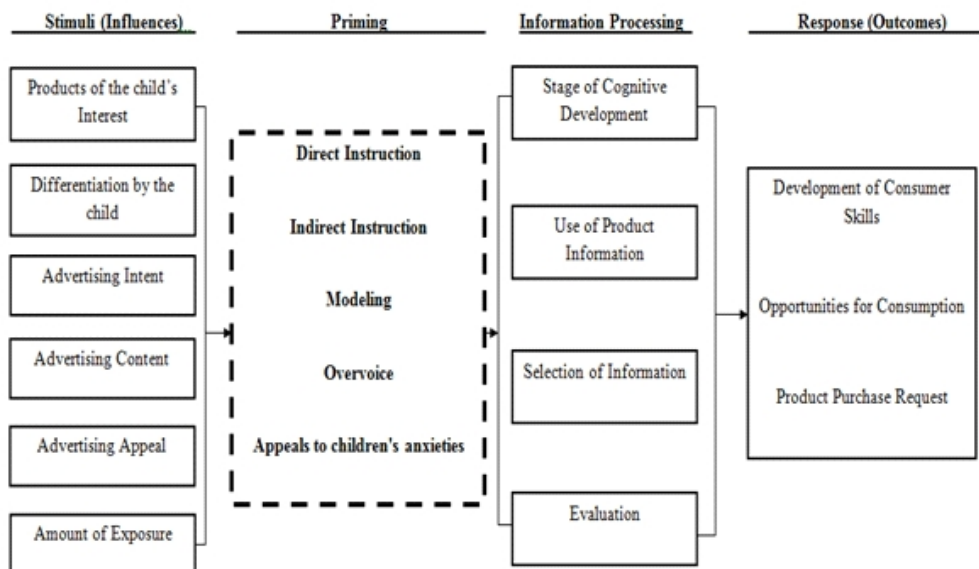 Stimuli (Influences)
Priming
Information Processing
Response (Outcomes)
Products of the child's
Interest
Differentiation by the
child
Advertising Intent
Advertising Content
Advertising Appeal
Amount of Exposure
Direct Instruction
Indirect Instruction
Modeling
Overvoice
Appeals to children's anxieties
Stage of Cognitive
Development
Use of Product
Information
Selection of Information
Evaluation
Development of Consumer
Skills
Opportunities for Consumption
Product Purchase Request